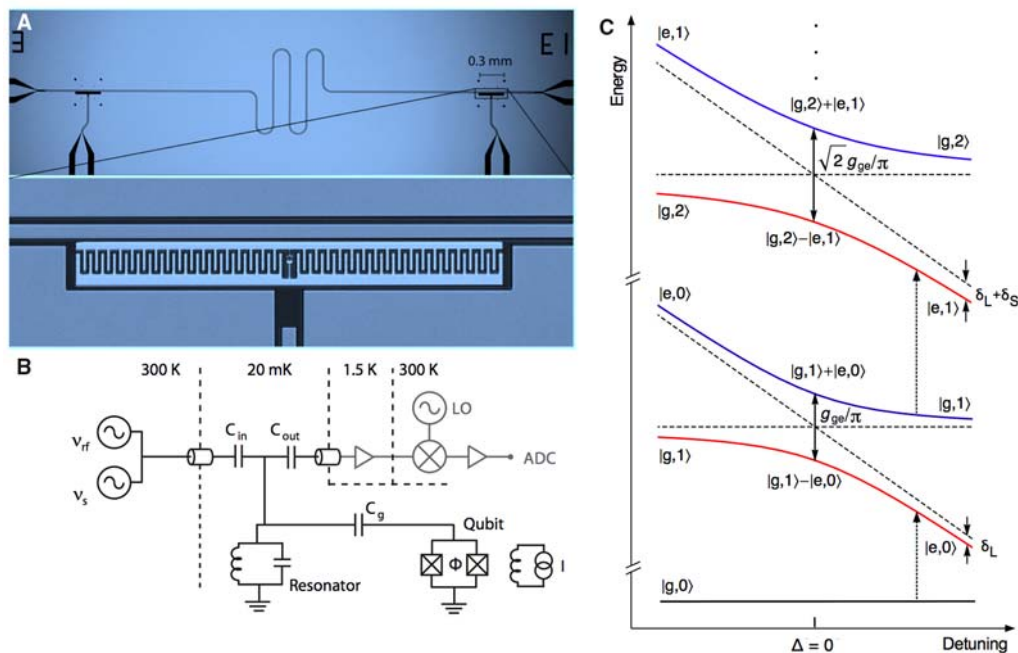 A
E
E I
0.3 mm
B
300 K
20 mK
1.5 K
300 K
LO
C_in
C_out
ν_rf
ν_s
ADC
C_g
Qubit
Φ
I
Resonator
C
Energy
|e,1⟩
|g,2⟩+|e,1⟩
|g,2⟩
√2 g_ge/π
|g,2⟩
|g,2⟩−|e,1⟩
δ_L+δ_S
|e,1⟩
|e,0⟩
|g,1⟩+|e,0⟩
|g,1⟩
g_ge/π
|g,1⟩
|g,1⟩−|e,0⟩
|e,0⟩
δ_L
|g,0⟩
Δ = 0
Detuning